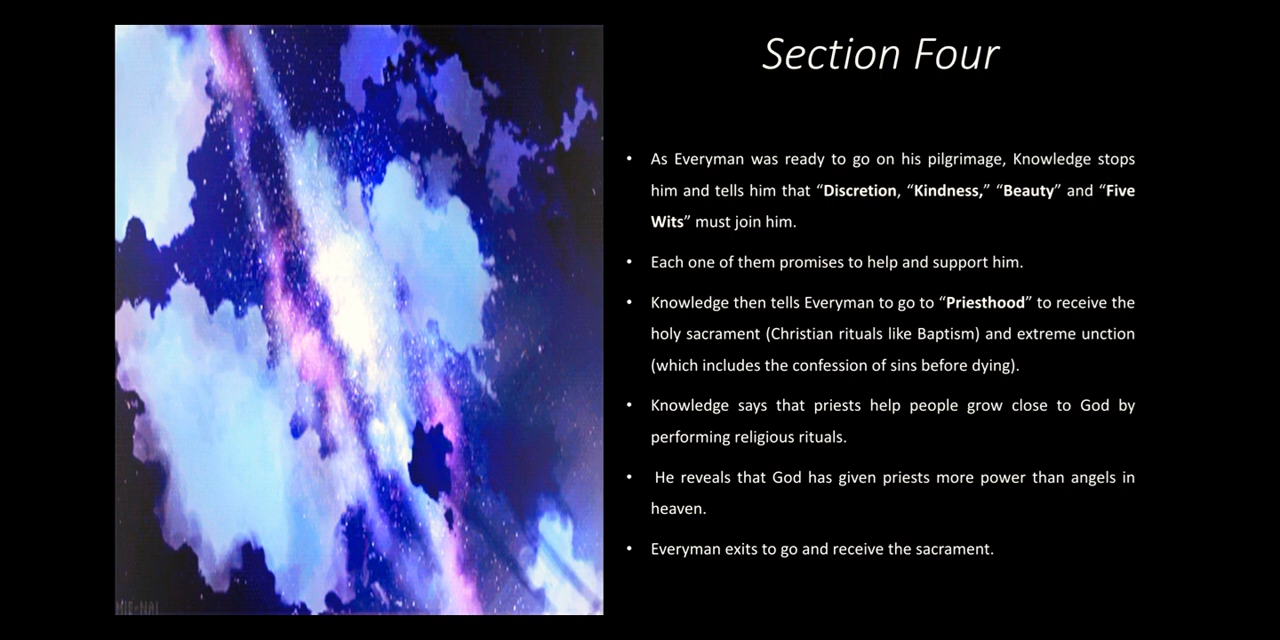 Section Four
• As Everyman was ready to go on his pilgrimage, Knowledge stops
him and tells him that “Discretion, “Kindness,” “Beauty” and “Five
Wits” must join him.
• Each one of them promises to help and support him.
• Knowledge then tells Everyman to go to “Priesthood” to receive the
holy sacrament (Christian rituals like Baptism) and extreme unction
(which includes the confession of sins before dying).
• Knowledge says that priests help people grow close to God by
performing religious rituals.
• He reveals that God has given priests more power than angels in
heaven.
• Everyman exits to go and receive the sacrament.